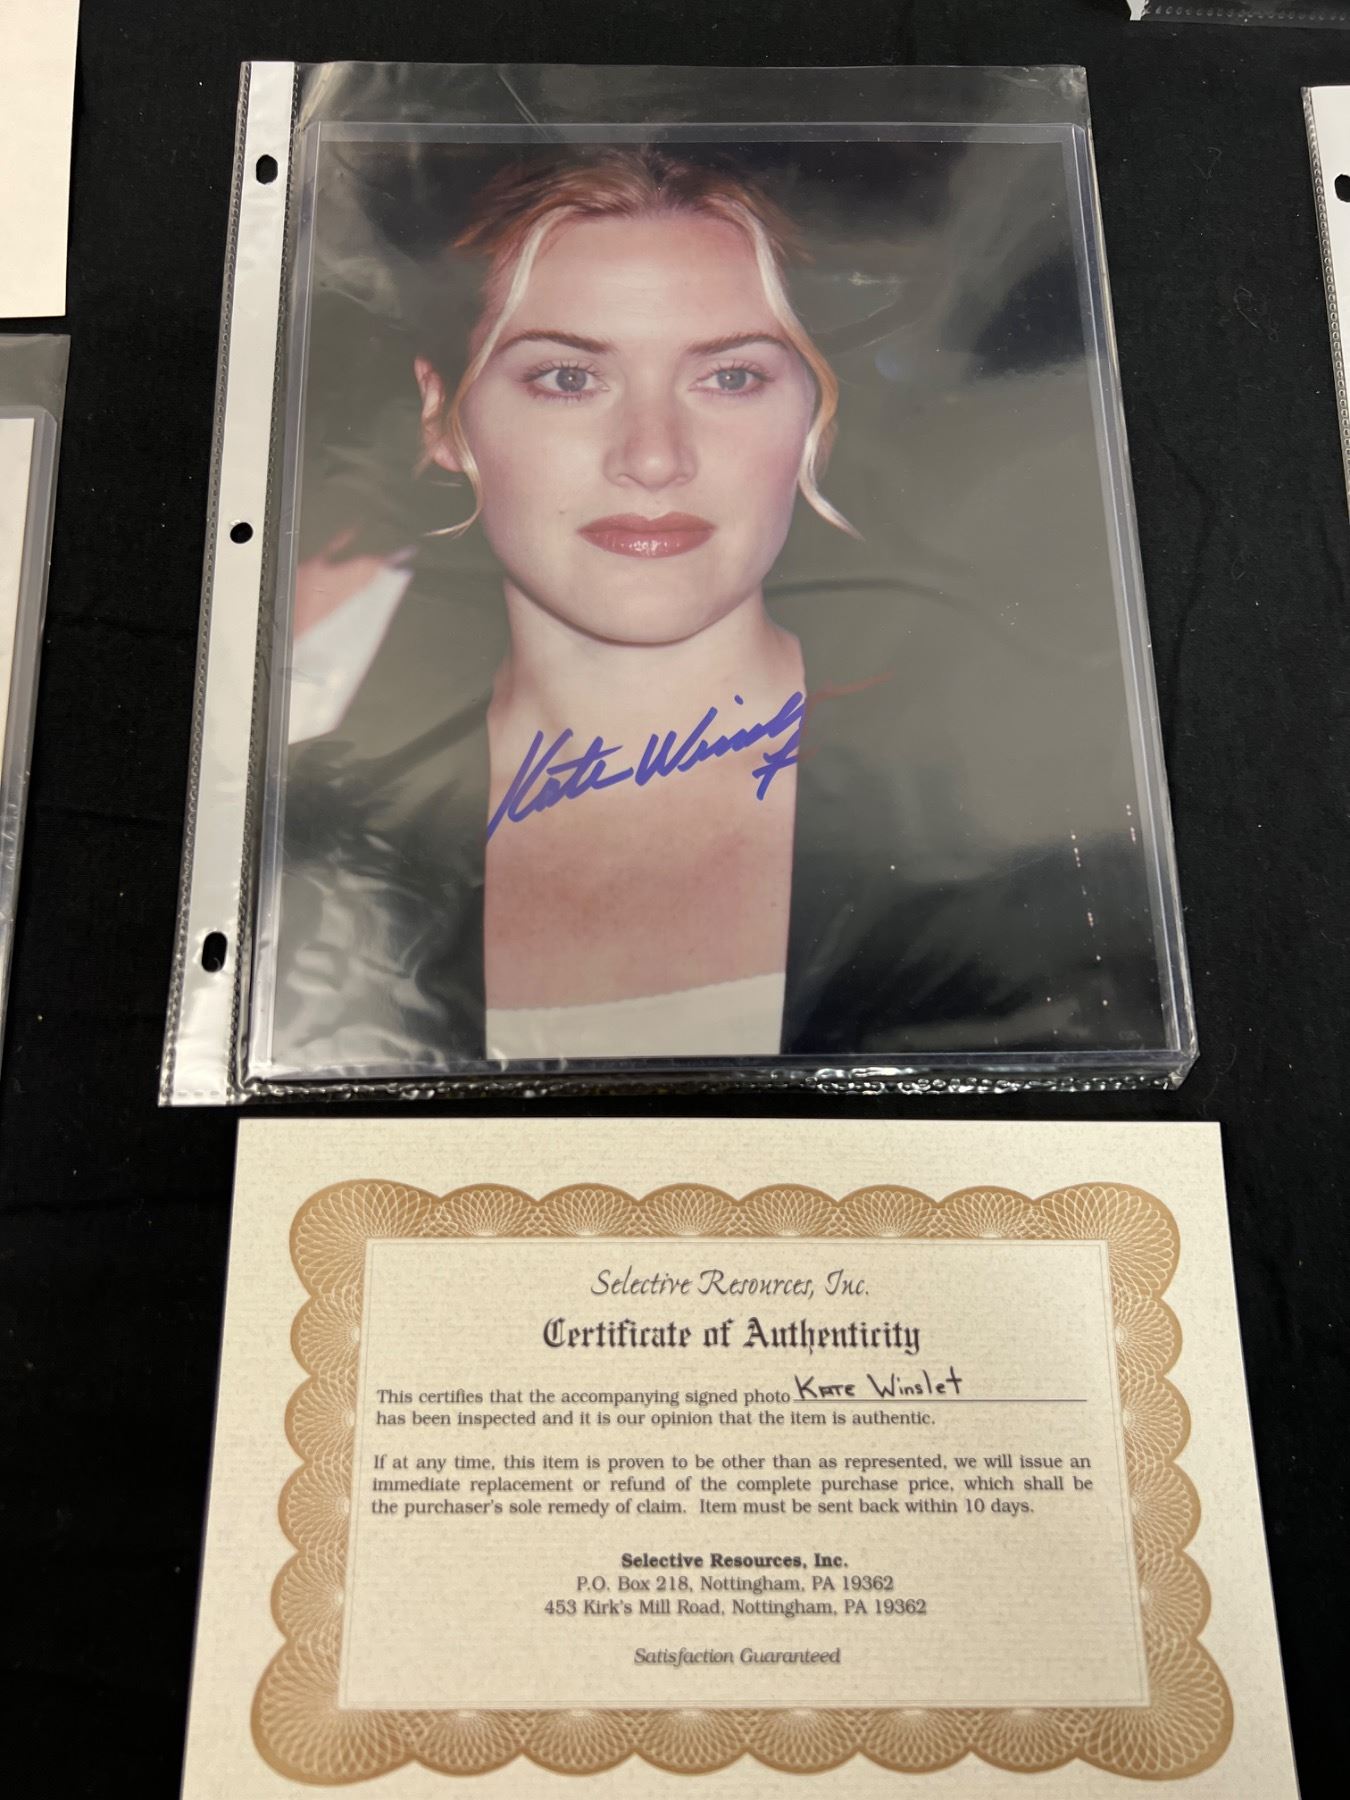 Kate Winslet
Selective Resources, Inc.
Certificate of Authenticity
This certifies that the accompanying signed photo KATE Winslet
has been inspected and it is our opinion that the item is authentic.
If at any time, this item is proven to be other than as represented, we will issue an
immediate replacement or refund of the complete purchase price, which shall be
the purchaser's sole remedy of claim. Item must be sent back within 10 days.
Selective Resources, Inc.
P.O. Box 218, Nottingham, PA 19362
453 Kirk's Mill Road, Nottingham, PA 19362
Satisfaction Guaranteed